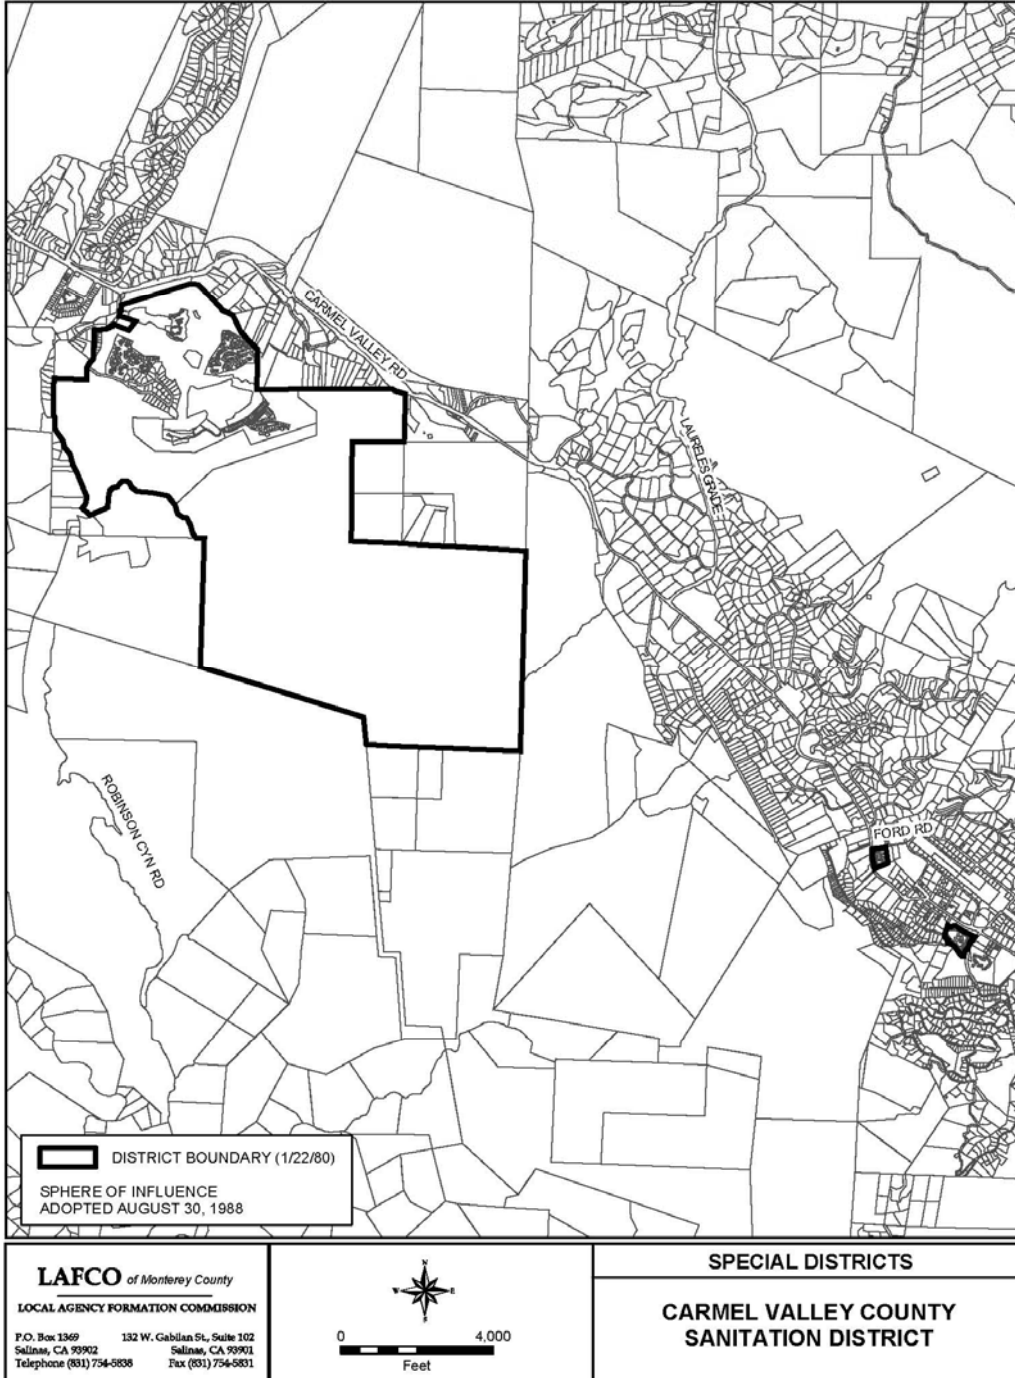 CARMEL VALLEY RD
LAURELES GRADE
ROBINSON CYN RD
FORD RD
DISTRICT BOUNDARY (1/22/80)
SPHERE OF INFLUENCE
ADOPTED AUGUST 30, 1988
LAFCO of Monterey County
LOCAL AGENCY FORMATION COMMISSION
P.O. Box 1369 132 W. Gabilan St., Suite 102
Salinas, CA 93902 Salinas, CA 93901
Telephone (831) 754-5838 Fax (831) 754-5831
N
W E
S
0 4,000
Feet
SPECIAL DISTRICTS
CARMEL VALLEY COUNTY
SANITATION DISTRICT